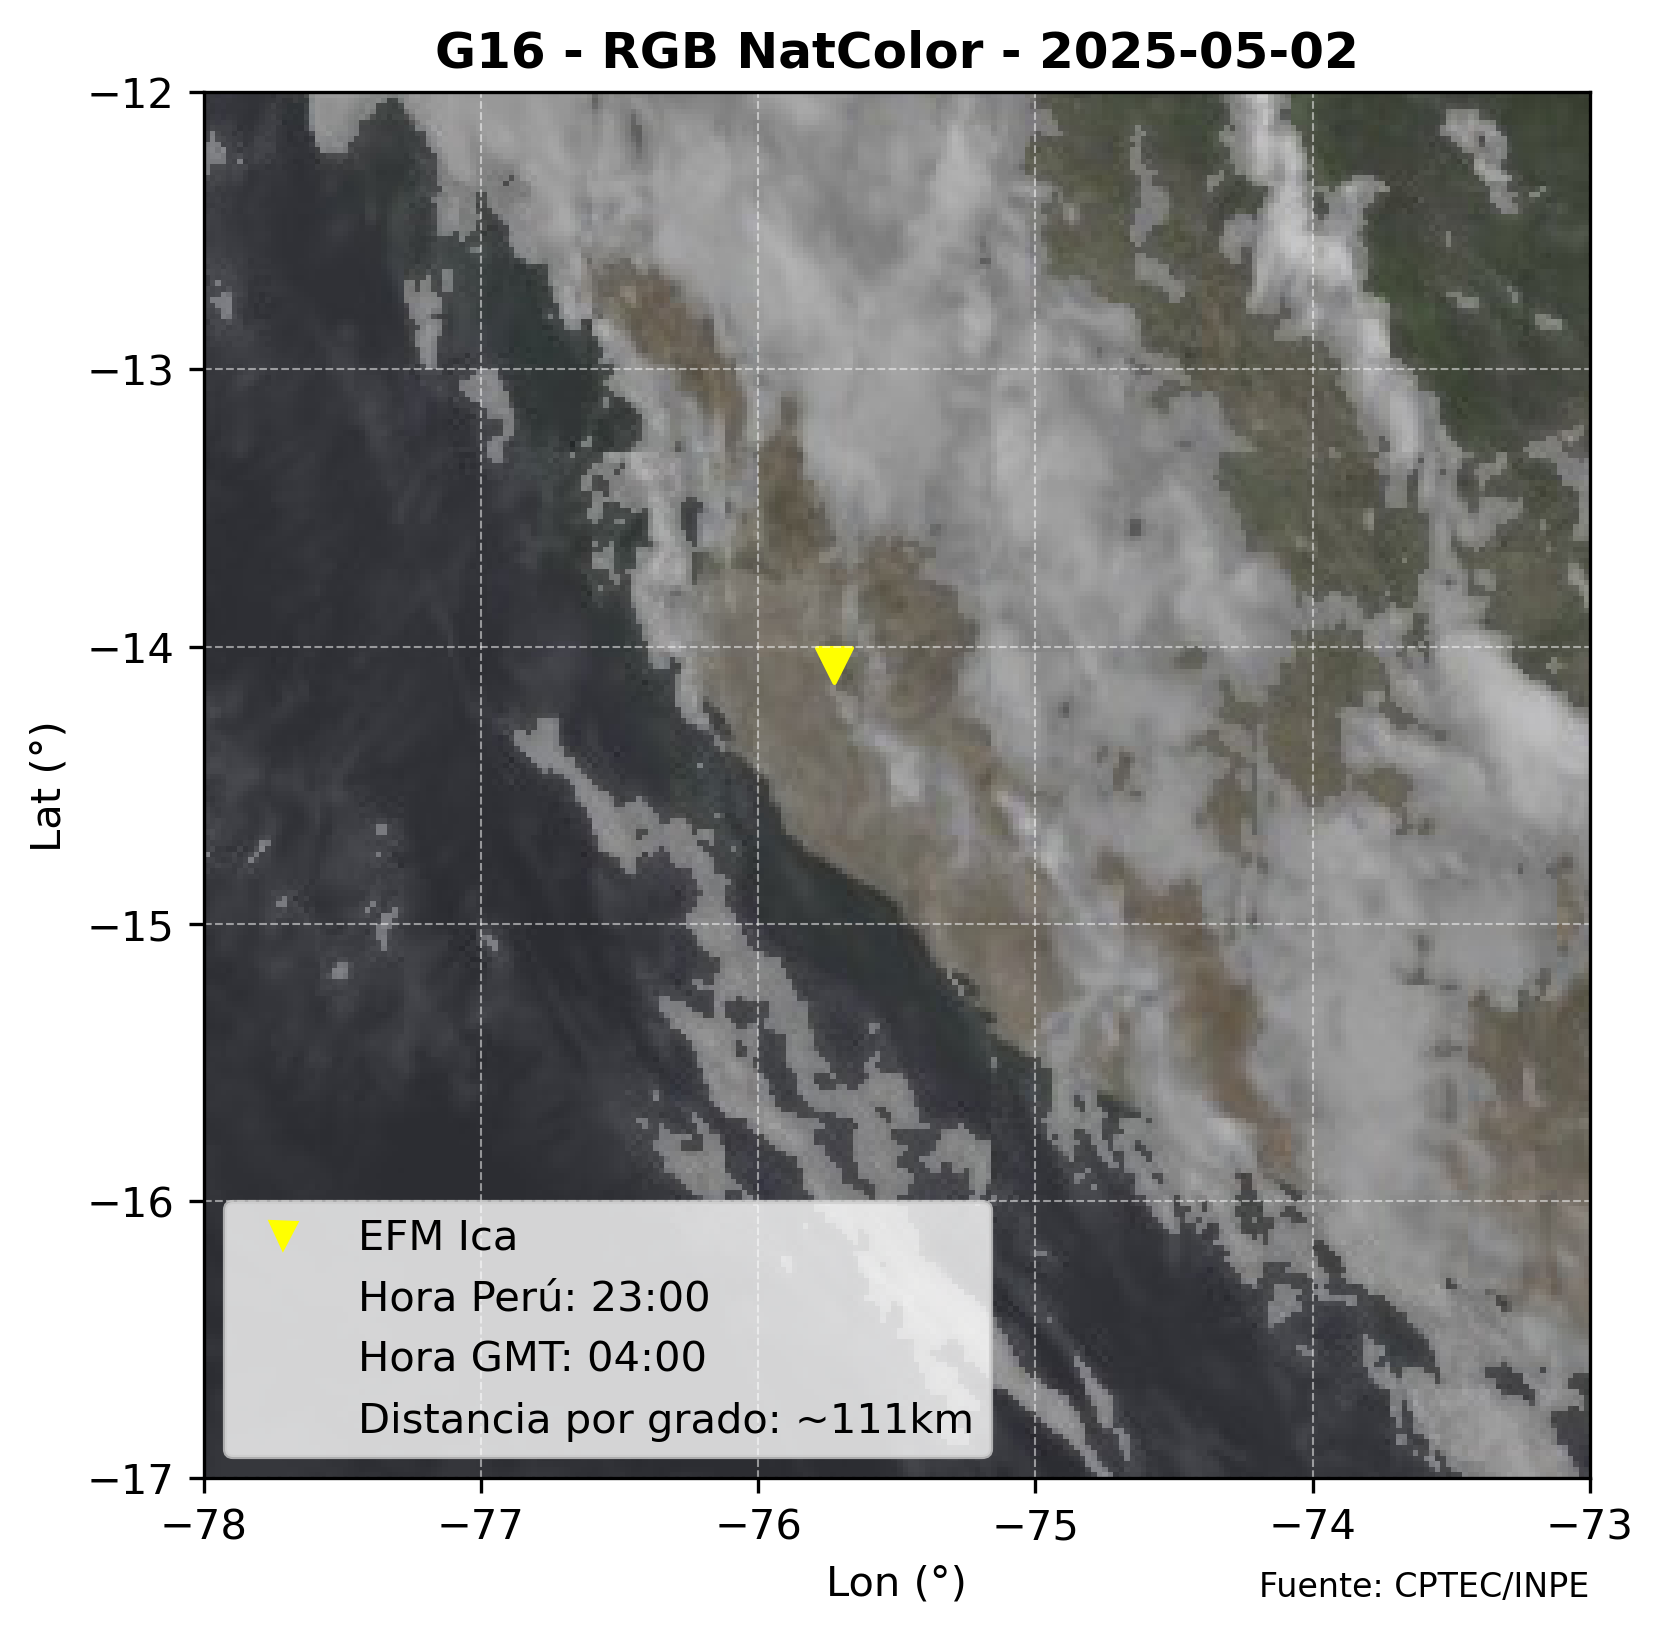 G16 - RGB NatColor - 2025-05-02
−12
−13
−14
−15
−16
−17
Lat (°)
EFM Ica
Hora Perú: 23:00
Hora GMT: 04:00
Distancia por grado: ~111km
−78
−77
−76
−75
−74
−73
Lon (°)
Fuente: CPTEC/INPE